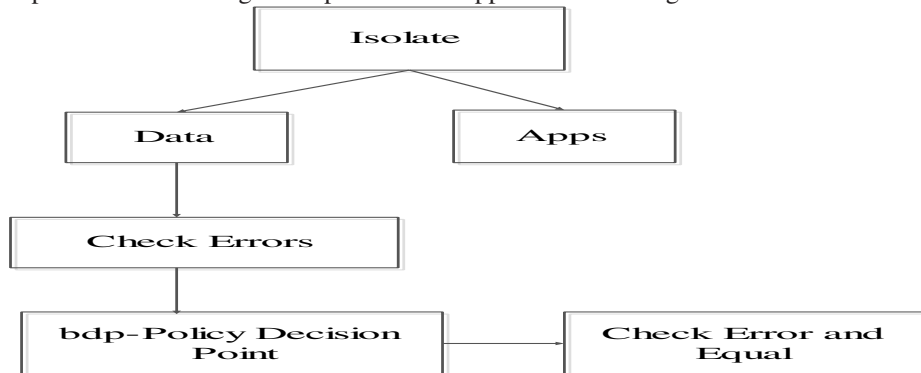 Isolate
Data
Apps
Check Errors
bdp-Policy Decision
Point
Check Error and
Equal